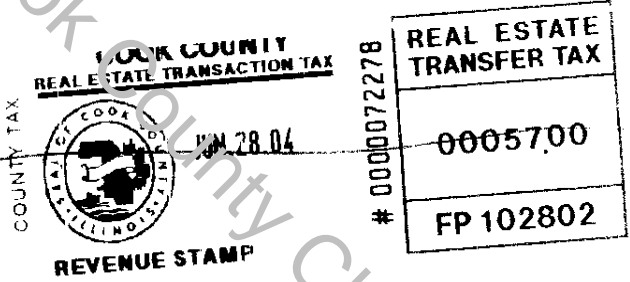 COOK COUNTY
REAL ESTATE TRANSACTION TAX
COUNTY TAX
JUN. 28. 04
REVENUE STAMP
# 0000072278
REAL ESTATE
TRANSFER TAX
0005700
FP 102802